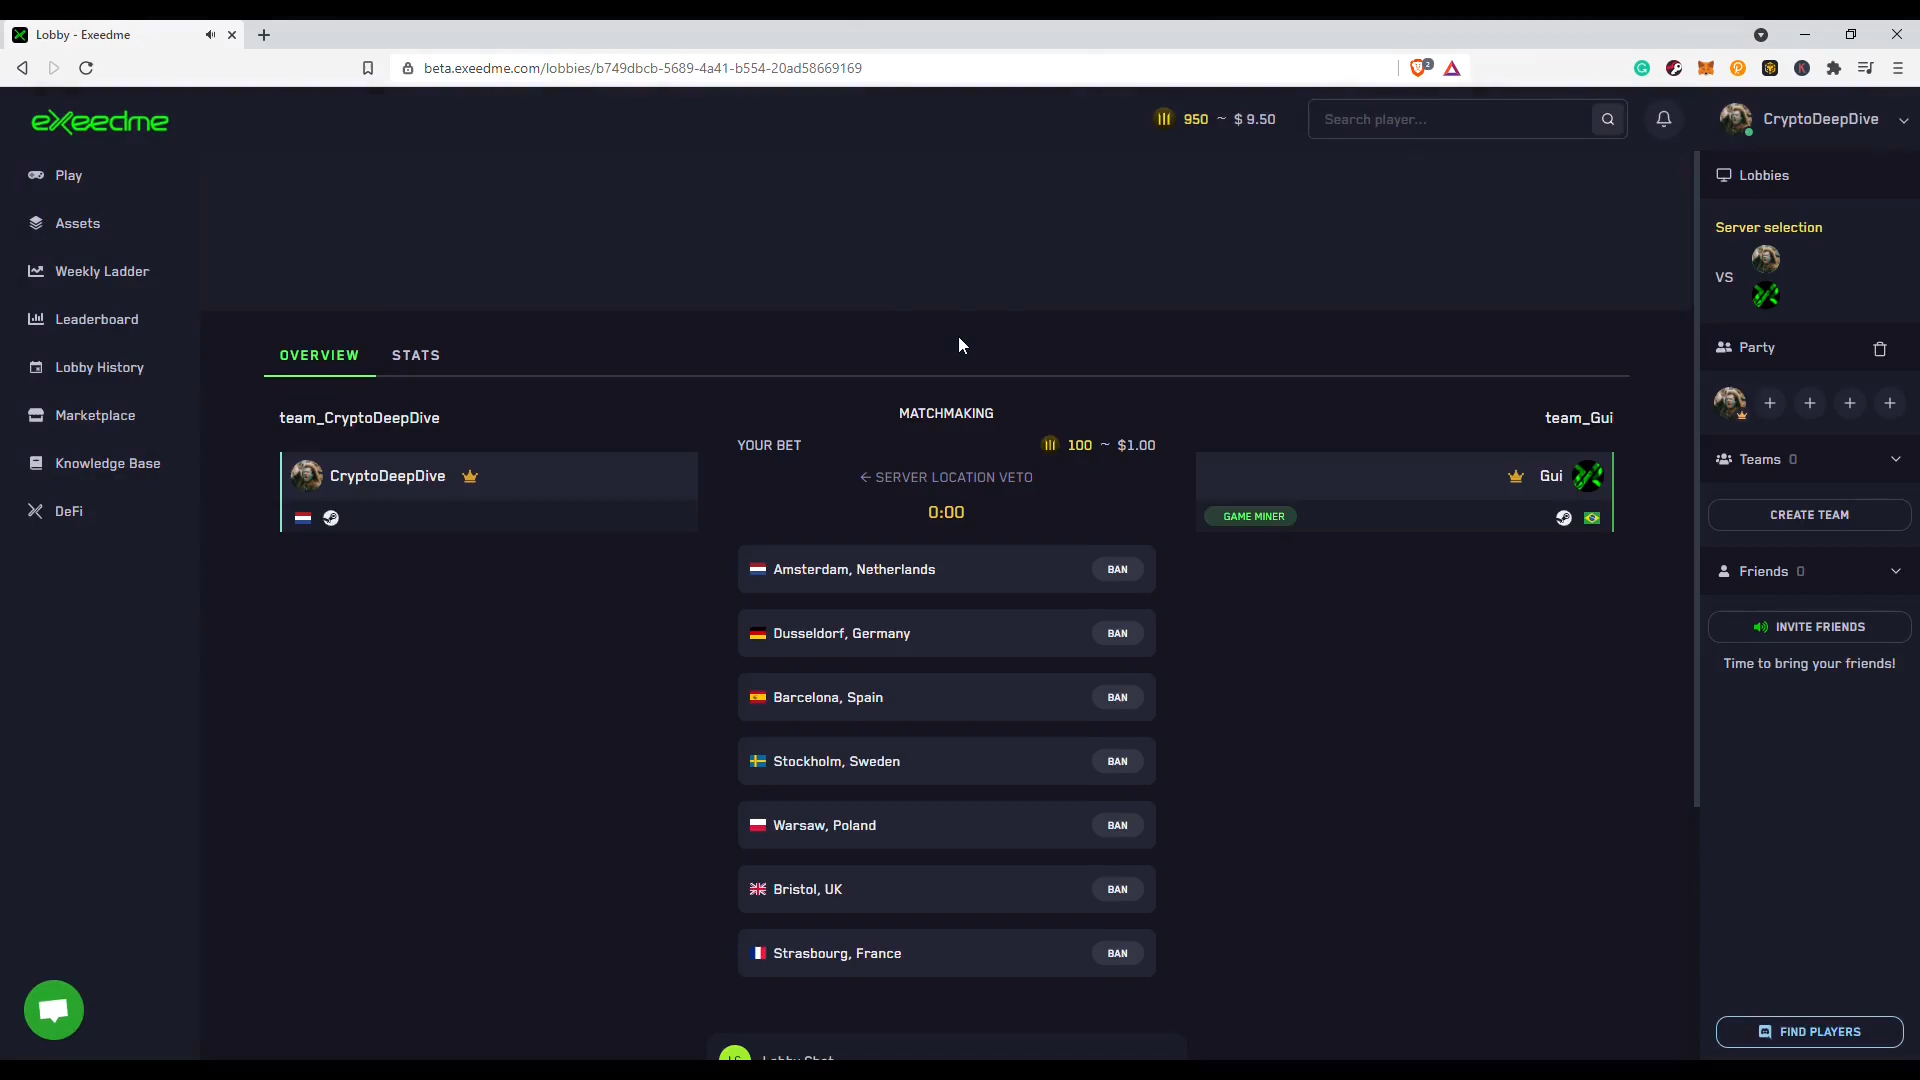 Lobby - Exeedme
beta.exeedme.com/lobbies/b749dbcb-5689-4a41-b554-20ad58669169
2
exeedme
950 ~ $ 9.50
Search player...
CryptoDeepDive
Play
Assets
Weekly Ladder
Leaderboard
Lobby History
Marketplace
Knowledge Base
DeFi
OVERVIEW
STATS
team_CryptoDeepDive
CryptoDeepDive
MATCHMAKING
YOUR BET
100 ~ $1.00
← SERVER LOCATION VETO
0:00
Amsterdam, Netherlands BAN
Dusseldorf, Germany BAN
Barcelona, Spain BAN
Stockholm, Sweden BAN
Warsaw, Poland BAN
Bristol, UK BAN
Strasbourg, France BAN
team_Gui
Gui
GAME MINER
Lobbies
Server selection
VS
Party
Teams 0
CREATE TEAM
Friends 0
INVITE FRIENDS
Time to bring your friends!
FIND PLAYERS